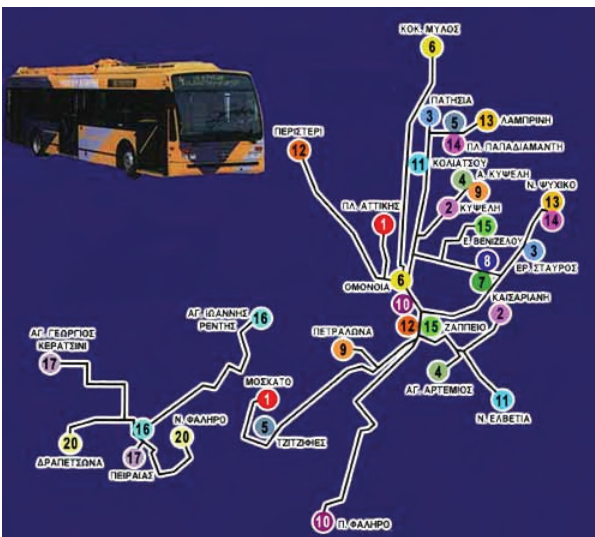 ΚΟΚ. ΜΥΛΟΣ
6
ΠΑΤΗΣΙΑ
3
5
13
ΛΑΜΠΡΙΝΗ
14
ΠΛ. ΠΑΠΑΔΙΑΜΑΝΤΗ
ΠΕΡΙΣΤΕΡΙ
12
11
ΚΟΛΙΑΤΣΟΥ
4
Α. ΚΥΨΕΛΗ
9
Ν. ΨΥΧΙΚΟ
13
14
2
ΚΥΨΕΛΗ
ΠΛ. ΑΤΤΙΚΗΣ
1
15
Ε. ΒΕΝΙΖΕΛΟΥ
8
3
ΕΡ. ΣΤΑΥΡΟΣ
7
ΟΜΟΝΟΙΑ
6
10
ΚΑΙΣΑΡΙΑΝΗ
2
12
15
ΖΑΠΠΕΙΟ
ΑΓ. ΙΩΑΝΝΗΣ
ΡΕΝΤΗΣ
16
ΠΕΤΡΑΛΩΝΑ
9
ΑΓ. ΓΕΩΡΓΙΟΣ
ΚΕΡΑΤΣΙΝΙ
17
4
ΑΓ. ΑΡΤΕΜΙΟΣ
11
Ν. ΕΛΒΕΤΙΑ
ΜΟΣΧΑΤΟ
1
5
ΤΖΙΤΖΙΦΙΕΣ
16
Ν. ΦΑΛΗΡΟ
20
20
ΔΡΑΠΕΤΣΩΝΑ
17
ΠΕΙΡΑΙΑΣ
10
Π. ΦΑΛΗΡΟ